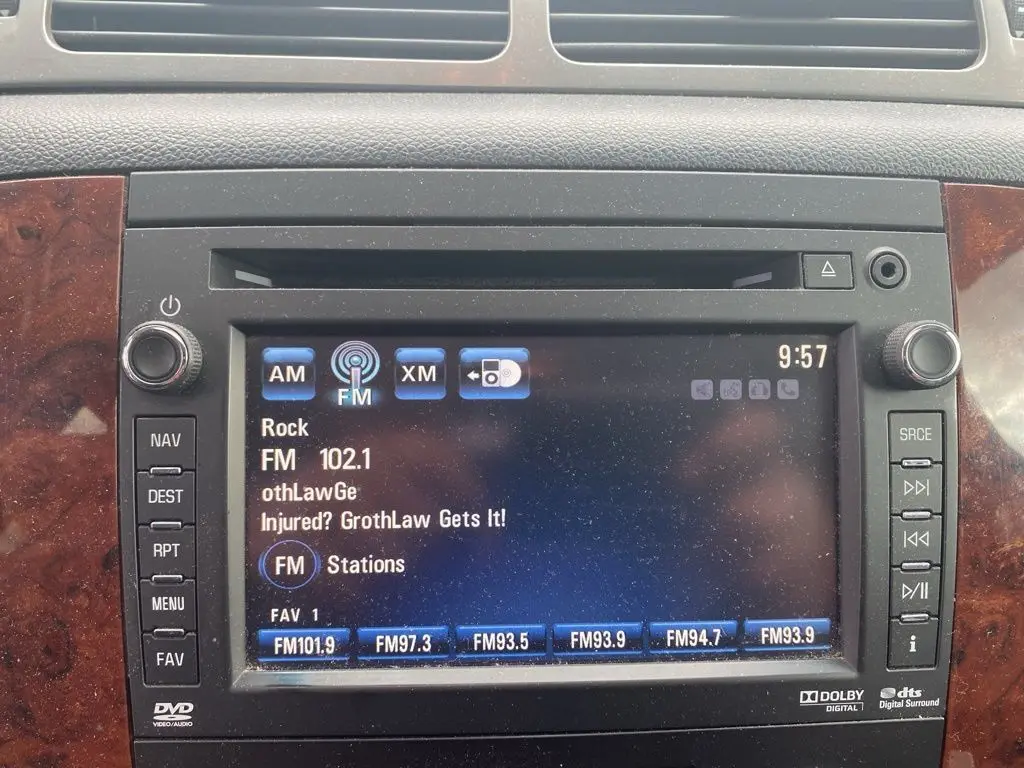 AM FM XM 9:57
Rock
FM 102.1
othLawGe
Injured? GrothLaw Gets It!
FM Stations
FAV 1
FM101.9 FM97.3 FM93.5 FM93.9 FM94.7 FM93.9
NAV
DEST
RPT
MENU
FAV
SRCE
i
DVD
VIDEO/AUDIO
DOLBY
DIGITAL
dts
Digital Surround